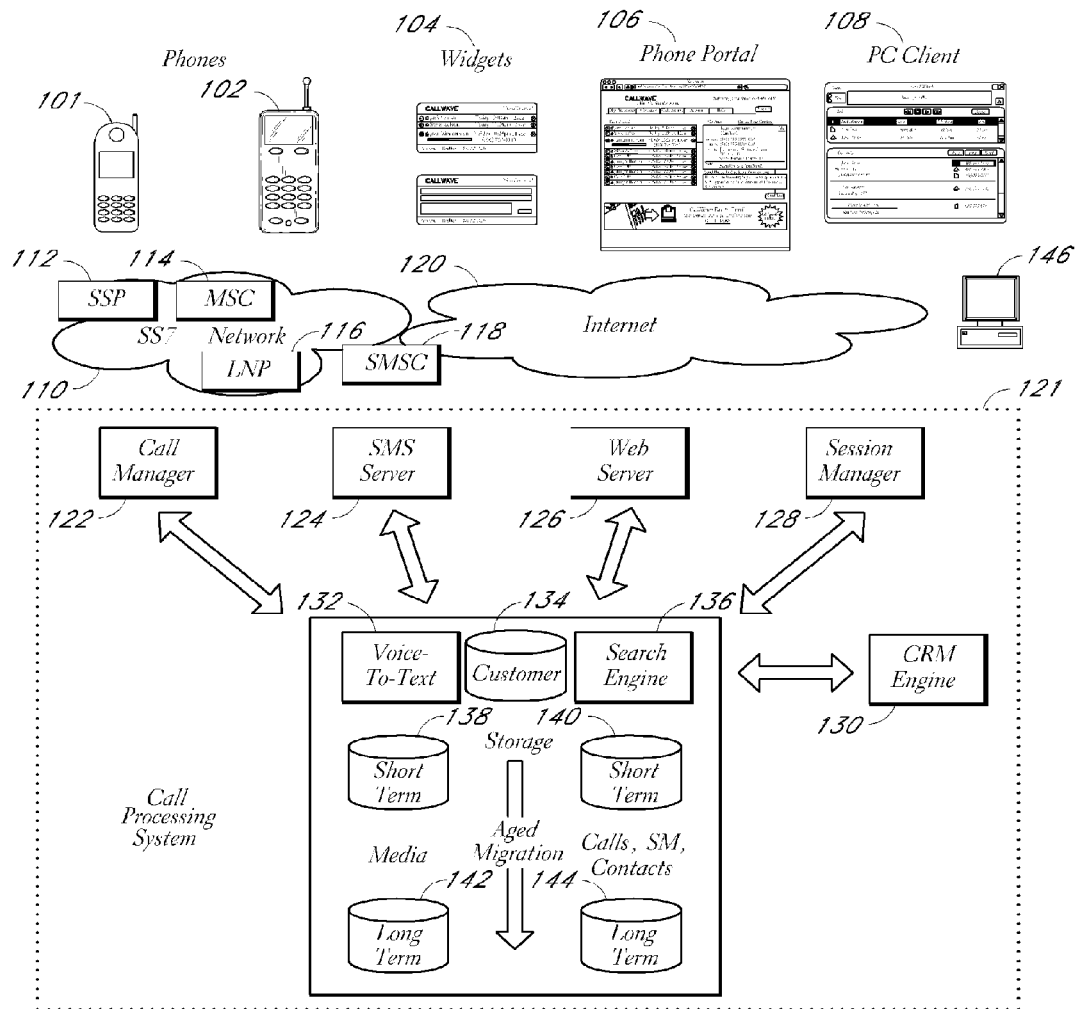 104
106
108
Phones
Widgets
Phone Portal
PC Client
101
102
CALLWAVE
CALLWAVE
CALLWAVE
112
114
120
146
SSP
MSC
SS7 Network
116
118
Internet
LNP
SMSC
110
121
Call
Manager
SMS
Server
Web
Server
Session
Manager
122
124
126
128
132
134
136
Voice-
To-Text
Customer
Search
Engine
CRM
Engine
130
138
140
Storage
Short
Term
Short
Term
Call
Processing
System
Media
Aged
Migration
Calls, SM,
Contacts
142
144
Long
Term
Long
Term